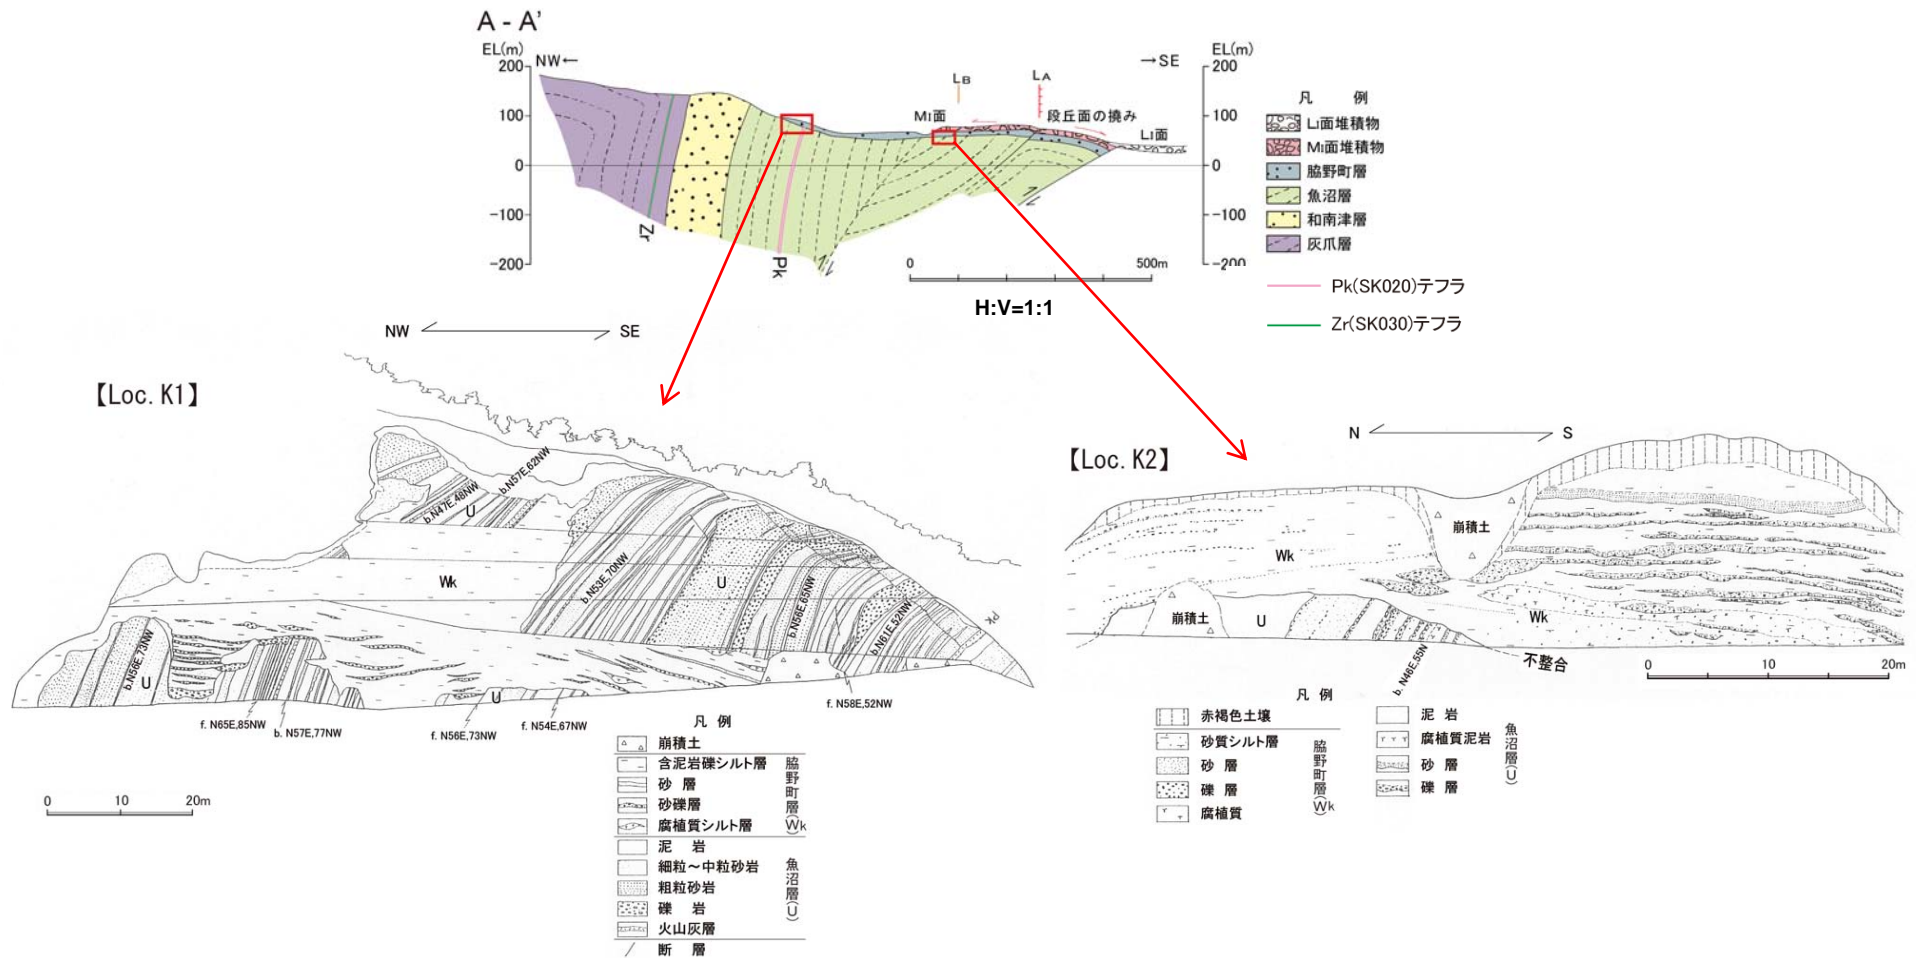 A - A'
EL(m)
NW←
→SE
EL(m)
200
100
0
-100
-200
LB
LA
MI面
段丘面の撓み
LI面
Zr
Pk
200
100
0
-100
-200
0
500m
H:V=1:1
凡 例
LI面堆積物
MI面堆積物
脇野町層
魚沼層
和南津層
灰爪層
Pk(SK020)テフラ
Zr(SK030)テフラ
NW
SE
【Loc. K1】
b.N47E,48NW
b.N57E,62NW
U
Wk
b.N53E,70NW
U
b.N56E,65NW
b.N61E,52NW
Pk
b.N56E,73NW
U
U
f. N65E,85NW
b. N57E,77NW
f. N56E,73NW
f. N54E,67NW
f. N58E,52NW
0
10
20m
凡 例
崩積土
含泥岩礫シルト層
砂 層
砂礫層
腐植質シルト層
脇野町層(Wk)
泥 岩
細粒～中粒砂岩
粗粒砂岩
礫 岩
火山灰層
魚沼層(U)
断 層
【Loc. K2】
N
S
崩積土
Wk
崩積土
U
Wk
b. N46E,55N
不整合
0
10
20m
凡 例
赤褐色土壌
砂質シルト層
砂 層
礫 層
腐植質
脇野町層(Wk)
泥 岩
腐植質泥岩
砂 層
礫 層
魚沼層(U)